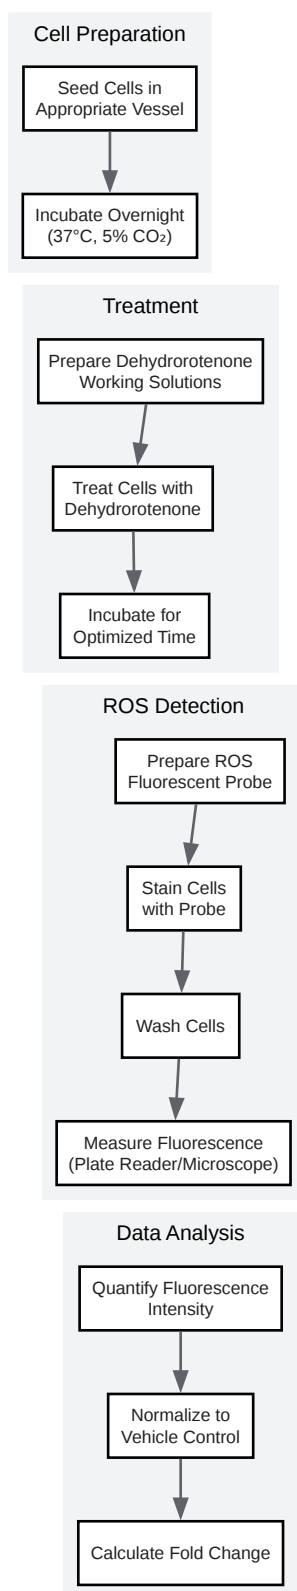 Cell Preparation
Seed Cells in
Appropriate Vessel
Incubate Overnight
(37°C, 5% CO₂)
Treatment
Prepare Dehydrorotenone
Working Solutions
Treat Cells with
Dehydrorotenone
Incubate for
Optimized Time
ROS Detection
Prepare ROS
Fluorescent Probe
Stain Cells
with Probe
Wash Cells
Measure Fluorescence
(Plate Reader/Microscope)
Data Analysis
Quantify Fluorescence
Intensity
Normalize to
Vehicle Control
Calculate Fold Change